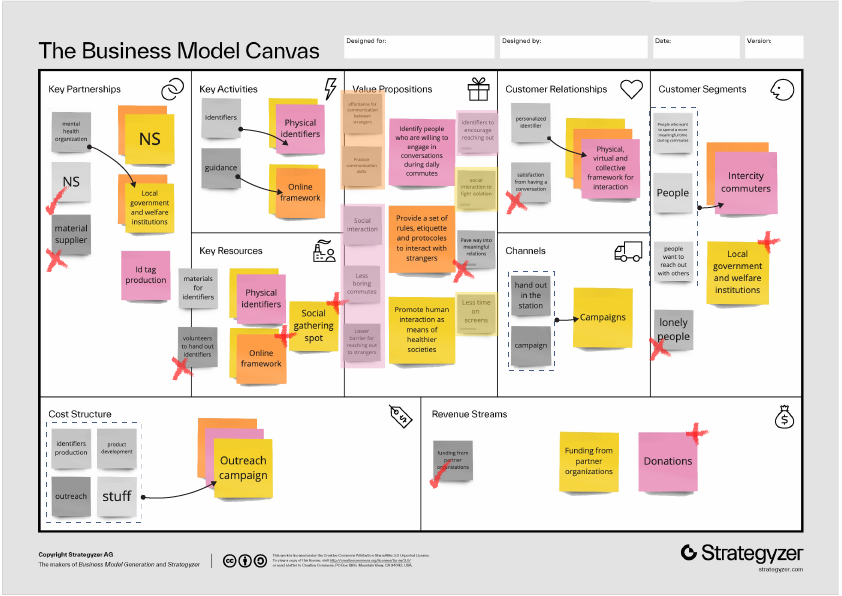 The Business Model Canvas
Designed for:
Designed by:
Date:
Version:
Key Partnerships
mental
health
organization
NS
NS
Local
government
and welfare
institutions
material
supplier
Id tag
production
Key Activities
identifiers
Physical
identifiers
guidance
Online
framework
Key Resources
materials
for
identifiers
Physical
identifiers
Social
gathering
spot
volunteers
to hand out
identifiers
Online
framework
Value Propositions
communication
between
strangers
Practice
communication
skills
Identify people
who are willing to
engage in
conversations
during daily
commutes
identifiers to
encourage
reaching out
social
interaction to
fight isolation
Social
interaction
Provide a set of
rules, etiquette
and protocoles
to interact with
strangers
Pave way into
meaningful
relations
Less
boring
commutes
Promote human
interaction as
means of
healthier
societies
Less time
on
screens
Lower
barrier for
reaching out
to strangers
Customer Relationships
personalized
identifier
Physical,
virtual and
collective
framework for
interaction
satisfaction
from having a
conversation
Channels
hand out
in the
station
Campaigns
campaign
Customer Segments
People who want
to spend a more
during commutes
Intercity
commuters
People
people
want to
reach out
with others
Local
government
and welfare
institutions
lonely
people
Cost Structure
identifiers
production
product
development
outreach
stuff
Outreach
campaign
Revenue Streams
funding from
partner
organizations
Funding from
partner
organizations
Donations
Copyright Strategyzer AG
The makers of Business Model Generation and Strategyzer
Strategyzer
strategyzer.com